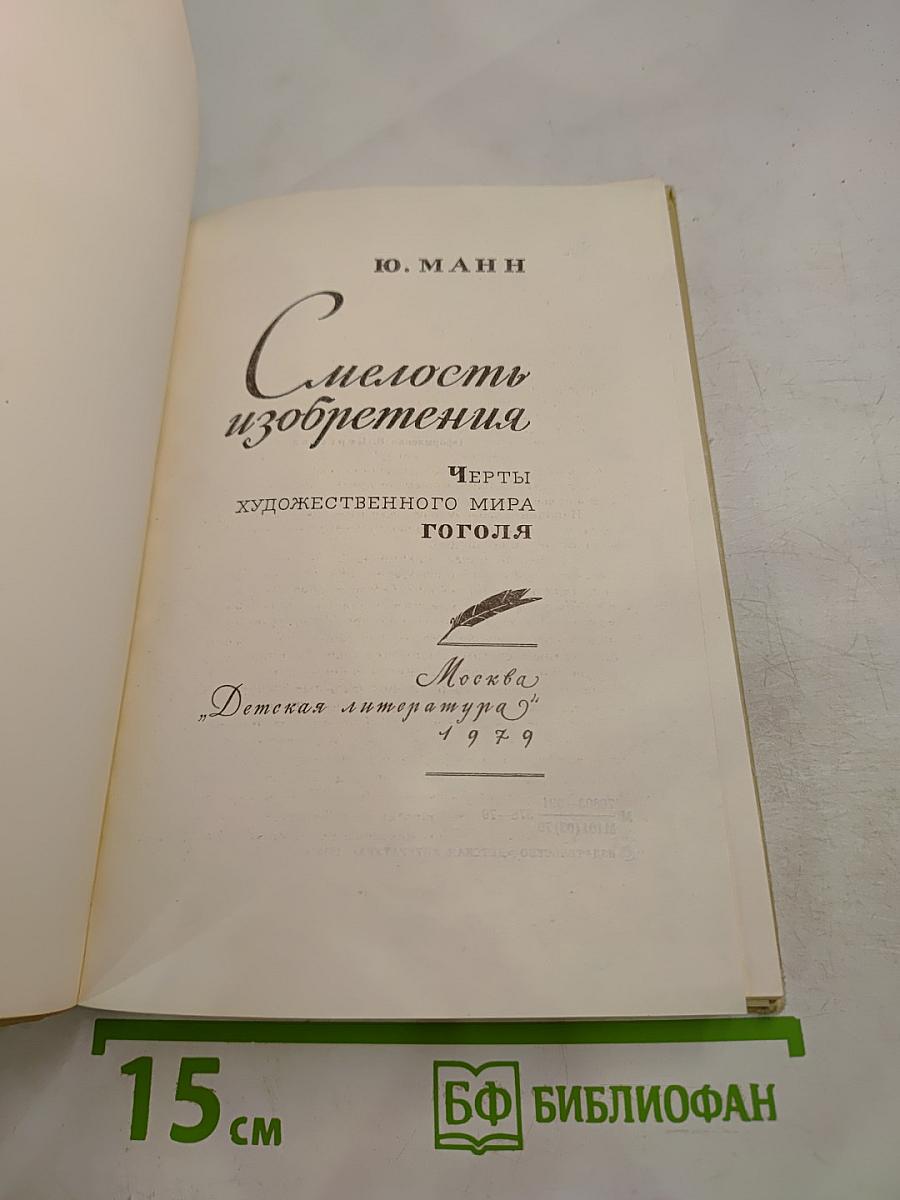 Ю. МАНН
Смелость
изобретения
Черты
художественного мира
ГОГОЛЯ
Москва
„Детская литература“
1979
15 см
БФ БИБЛИОФАН